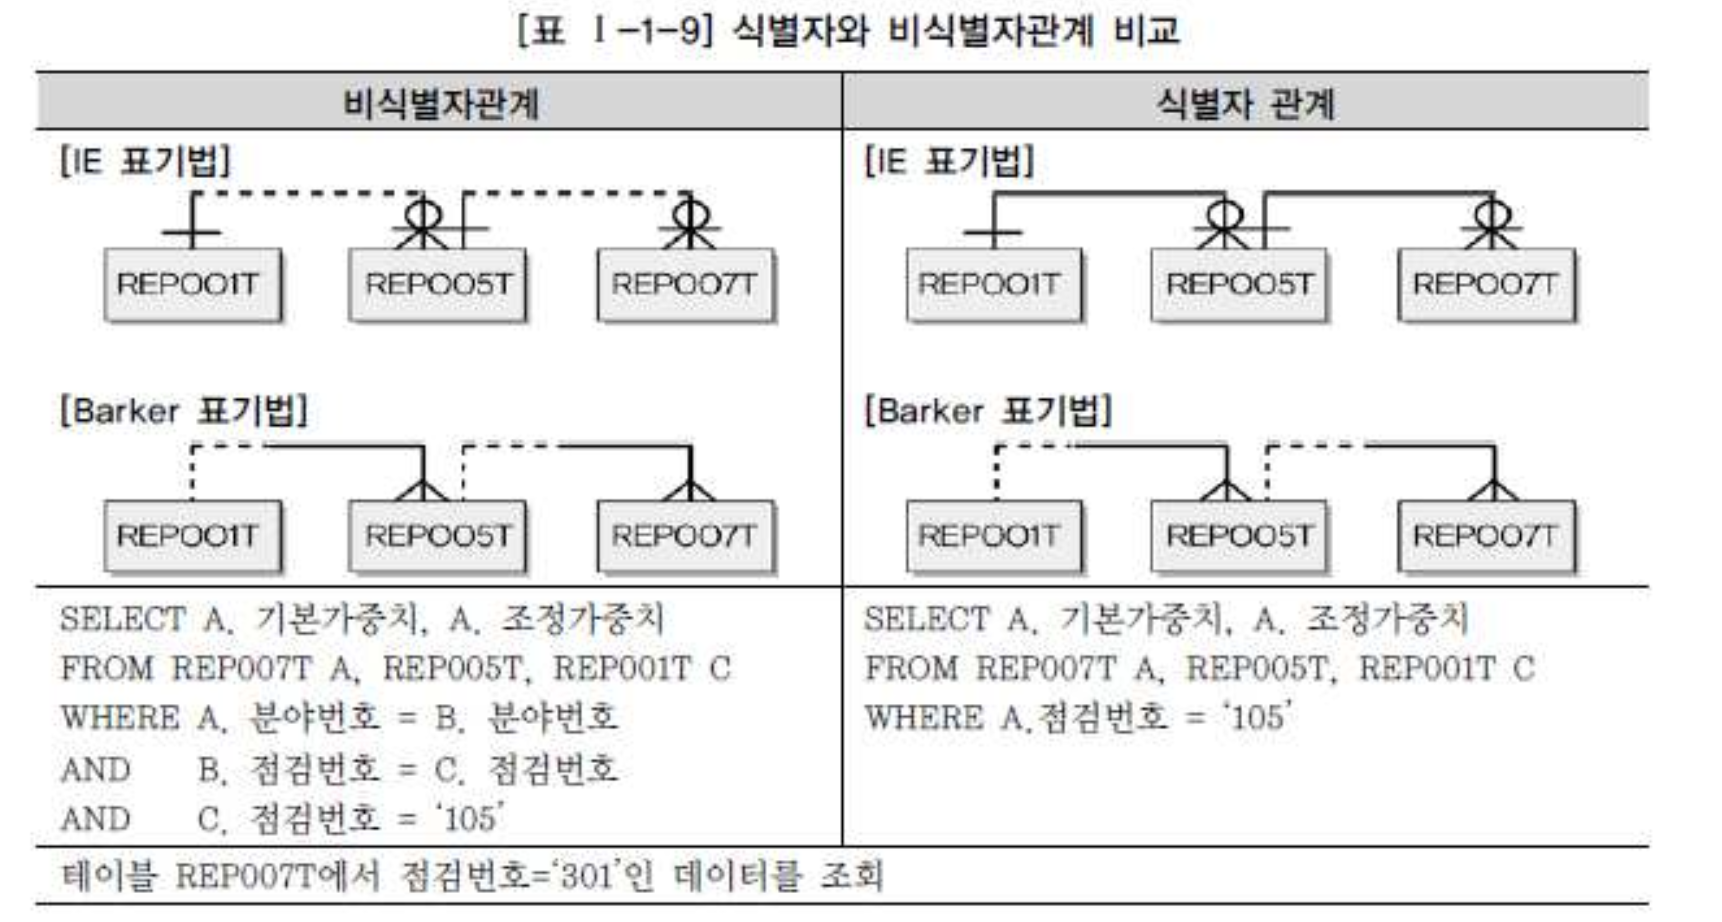 [표 Ⅰ-1-9] 식별자와 비식별자관계 비교
비식별자관계
식별자 관계
[IE 표기법]
REP001T
REP005T
REP007T
[IE 표기법]
REP001T
REP005T
REP007T
[Barker 표기법]
REP001T
REP005T
REP007T
[Barker 표기법]
REP001T
REP005T
REP007T
SELECT A. 기본가중치, A. 조정가중치
FROM REP007T A, REP005T, REP001T C
WHERE A. 분야번호 = B. 분야번호
AND B. 점검번호 = C. 점검번호
AND C. 점검번호 = ‘105’
SELECT A. 기본가중치, A. 조정가중치
FROM REP007T A, REP005T, REP001T C
WHERE A.점검번호 = ‘105’
테이블 REP007T에서 점검번호=‘301’인 데이터를 조회